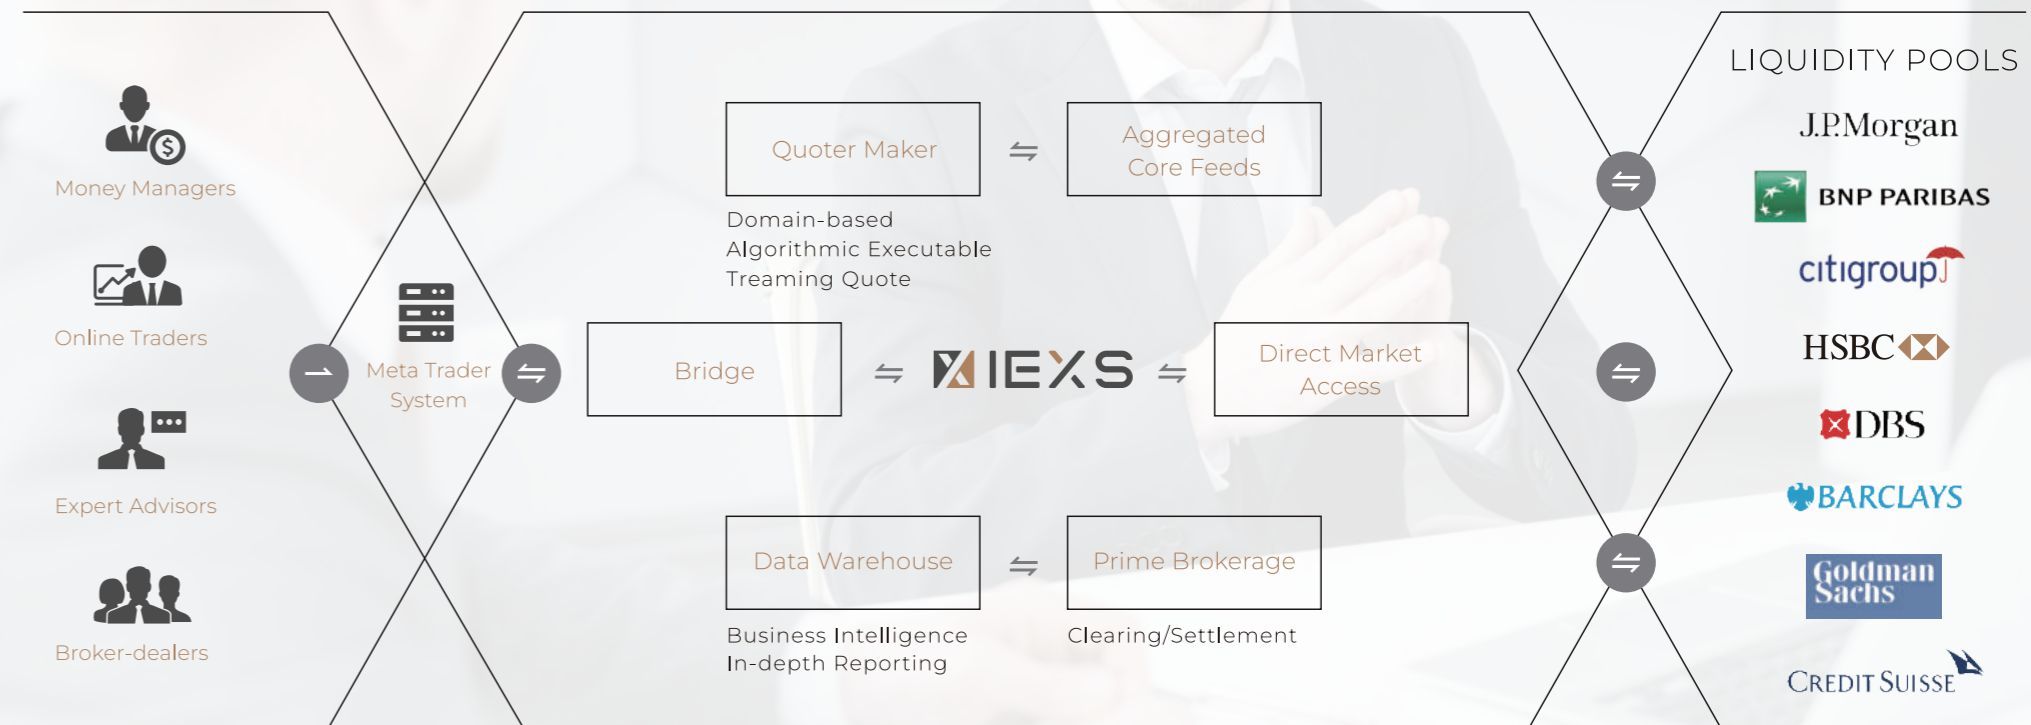 Money Managers
Online Traders
Expert Advisors
Broker-dealers
Meta Trader
System
Quoter Maker
Aggregated
Core Feeds
Domain-based
Algorithmic Executable
Treaming Quote
Bridge
IEXS
Direct Market
Access
Data Warehouse
Prime Brokerage
Business Intelligence
In-depth Reporting
Clearing/Settlement
LIQUIDITY POOLS
J.P.Morgan
BNP PARIBAS
citigroup
HSBC
DBS
BARCLAYS
Goldman
Sachs
CREDIT SUISSE